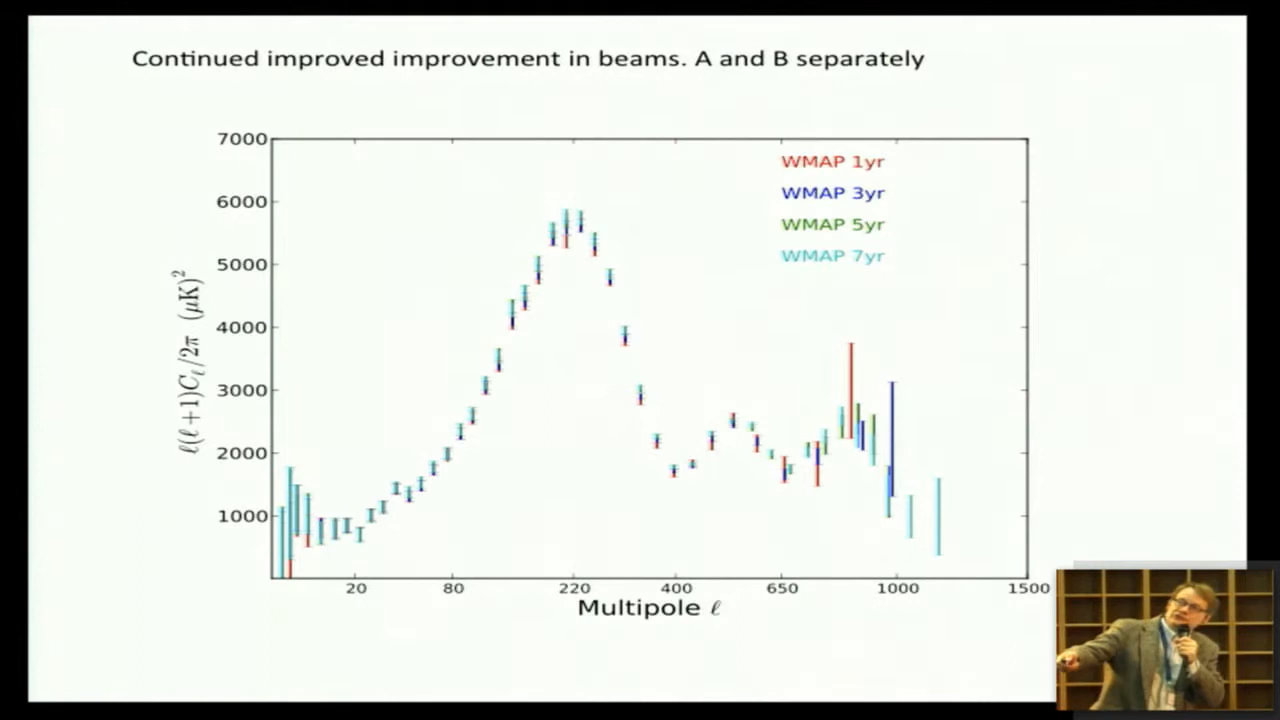 Continued improved improvement in beams. A and B separately
7000
6000
5000
4000
3000
2000
1000
ℓ(ℓ+1)Cℓ/2π (μK)²
WMAP 1yr
WMAP 3yr
WMAP 5yr
WMAP 7yr
20 80 220 400 650 1000 1500
Multipole ℓ